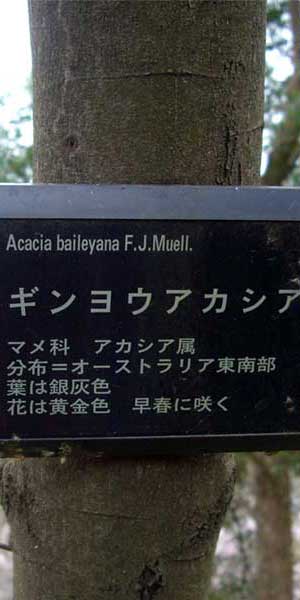 Acacia baileyana F.J.Muell.
ギンヨウアカシア
マメ科　アカシア属
分布＝オーストラリア東南部
葉は銀灰色
花は黄金色　早春に咲く